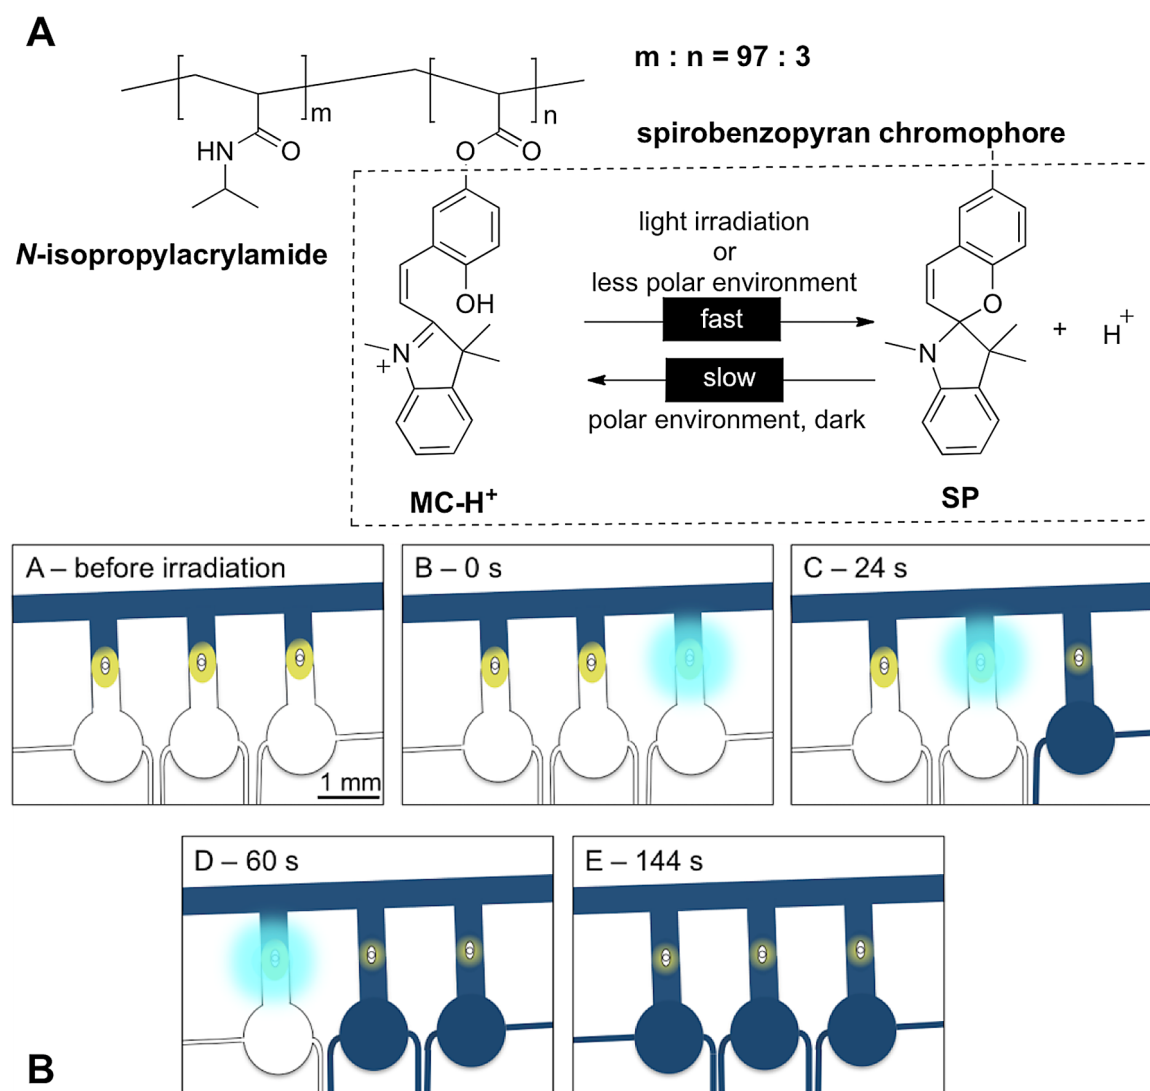 A
m : n = 97 : 3
m
n
HN
O
O
O
spirobenzopyran chromophore
N-isopropylacrylamide
light irradiation
or
less polar environment
OH
O
fast
N
+
N
+
H+
slow
polar environment, dark
MC-H+
SP
A – before irradiation
B – 0 s
C – 24 s
1 mm
D – 60 s
E – 144 s
B